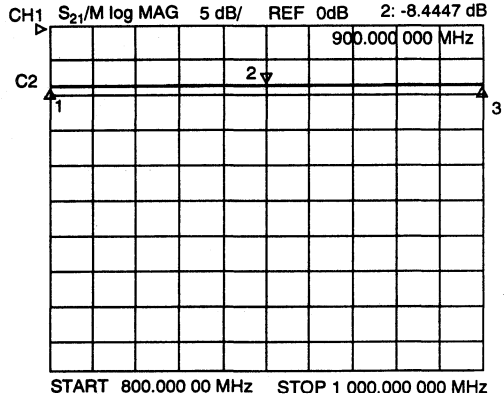 CH1 S21/M log MAG 5 dB/ REF 0dB 2: -8.4447 dB
900.000 000 MHz
C2
2
1
3
START 800.000 00 MHz STOP 1 000.000 000 MHz